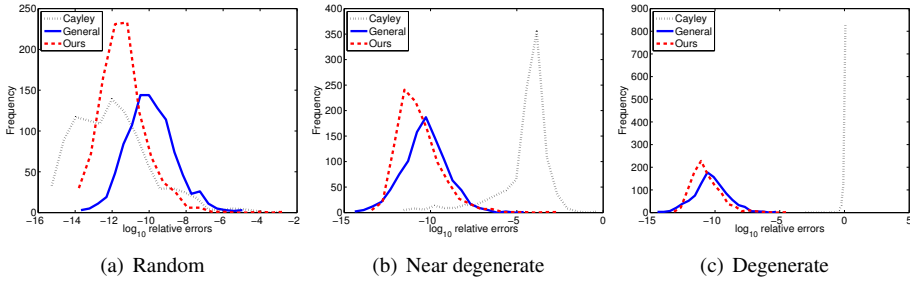 Cayley
General
Ours
Frequency
250
200
150
100
50
0
−16 −14 −12 −10 −8 −6 −4 −2
log10 relative errors
(a) Random
Cayley
General
Ours
Frequency
400
350
300
250
200
150
100
50
0
−15 −10 −5 0
log10 relative errors
(b) Near degenerate
Cayley
General
Ours
Frequency
900
800
700
600
500
400
300
200
100
0
−15 −10 −5 0 5
log10 relative errors
(c) Degenerate